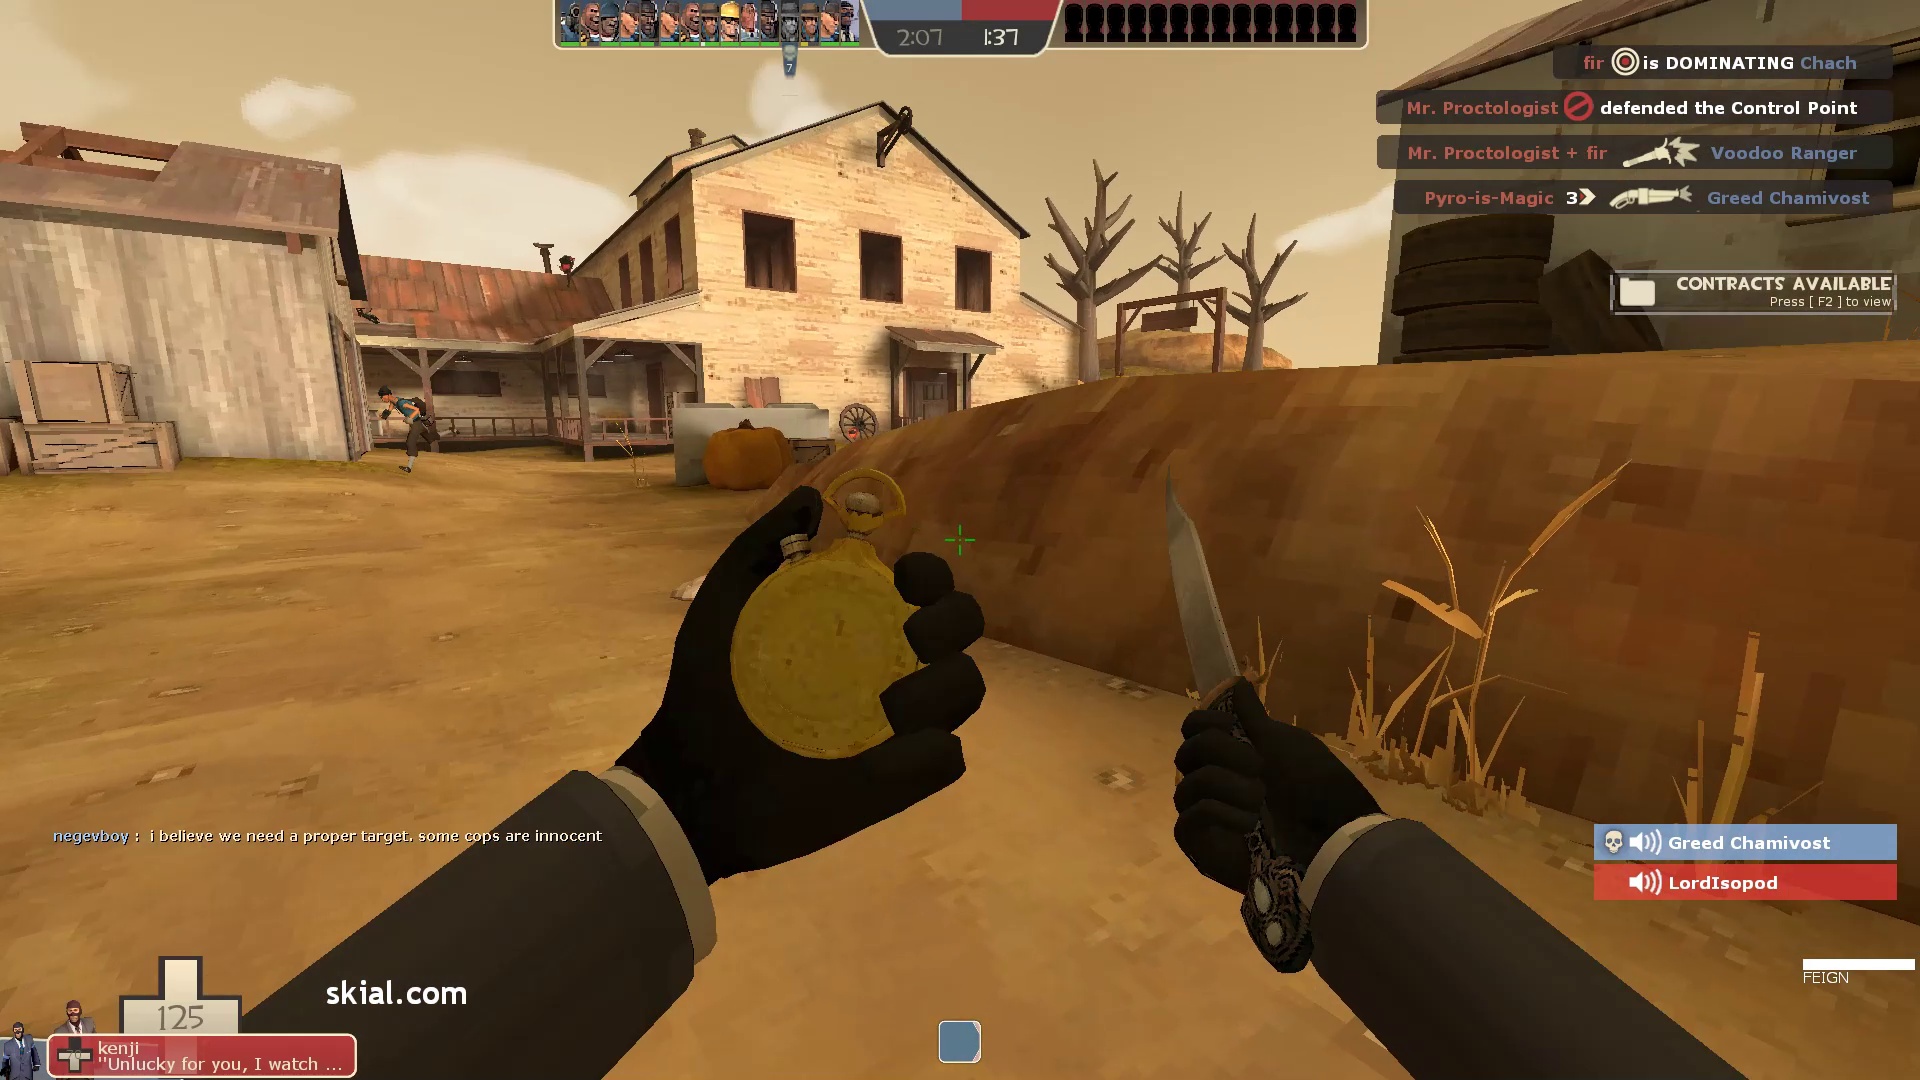 2:07 1:37
7
fir is DOMINATING Chach
Mr. Proctologist defended the Control Point
Mr. Proctologist + fir Voodoo Ranger
Pyro-is-Magic 3 Greed Chamivost
CONTRACTS AVAILABLE
Press [ F2 ] to view
negevboy : i believe we need a proper target. some cops are innocent
Greed Chamivost
LordIsopod
FEIGN
skial.com
125
kenji
"Unlucky for you, I watch ...